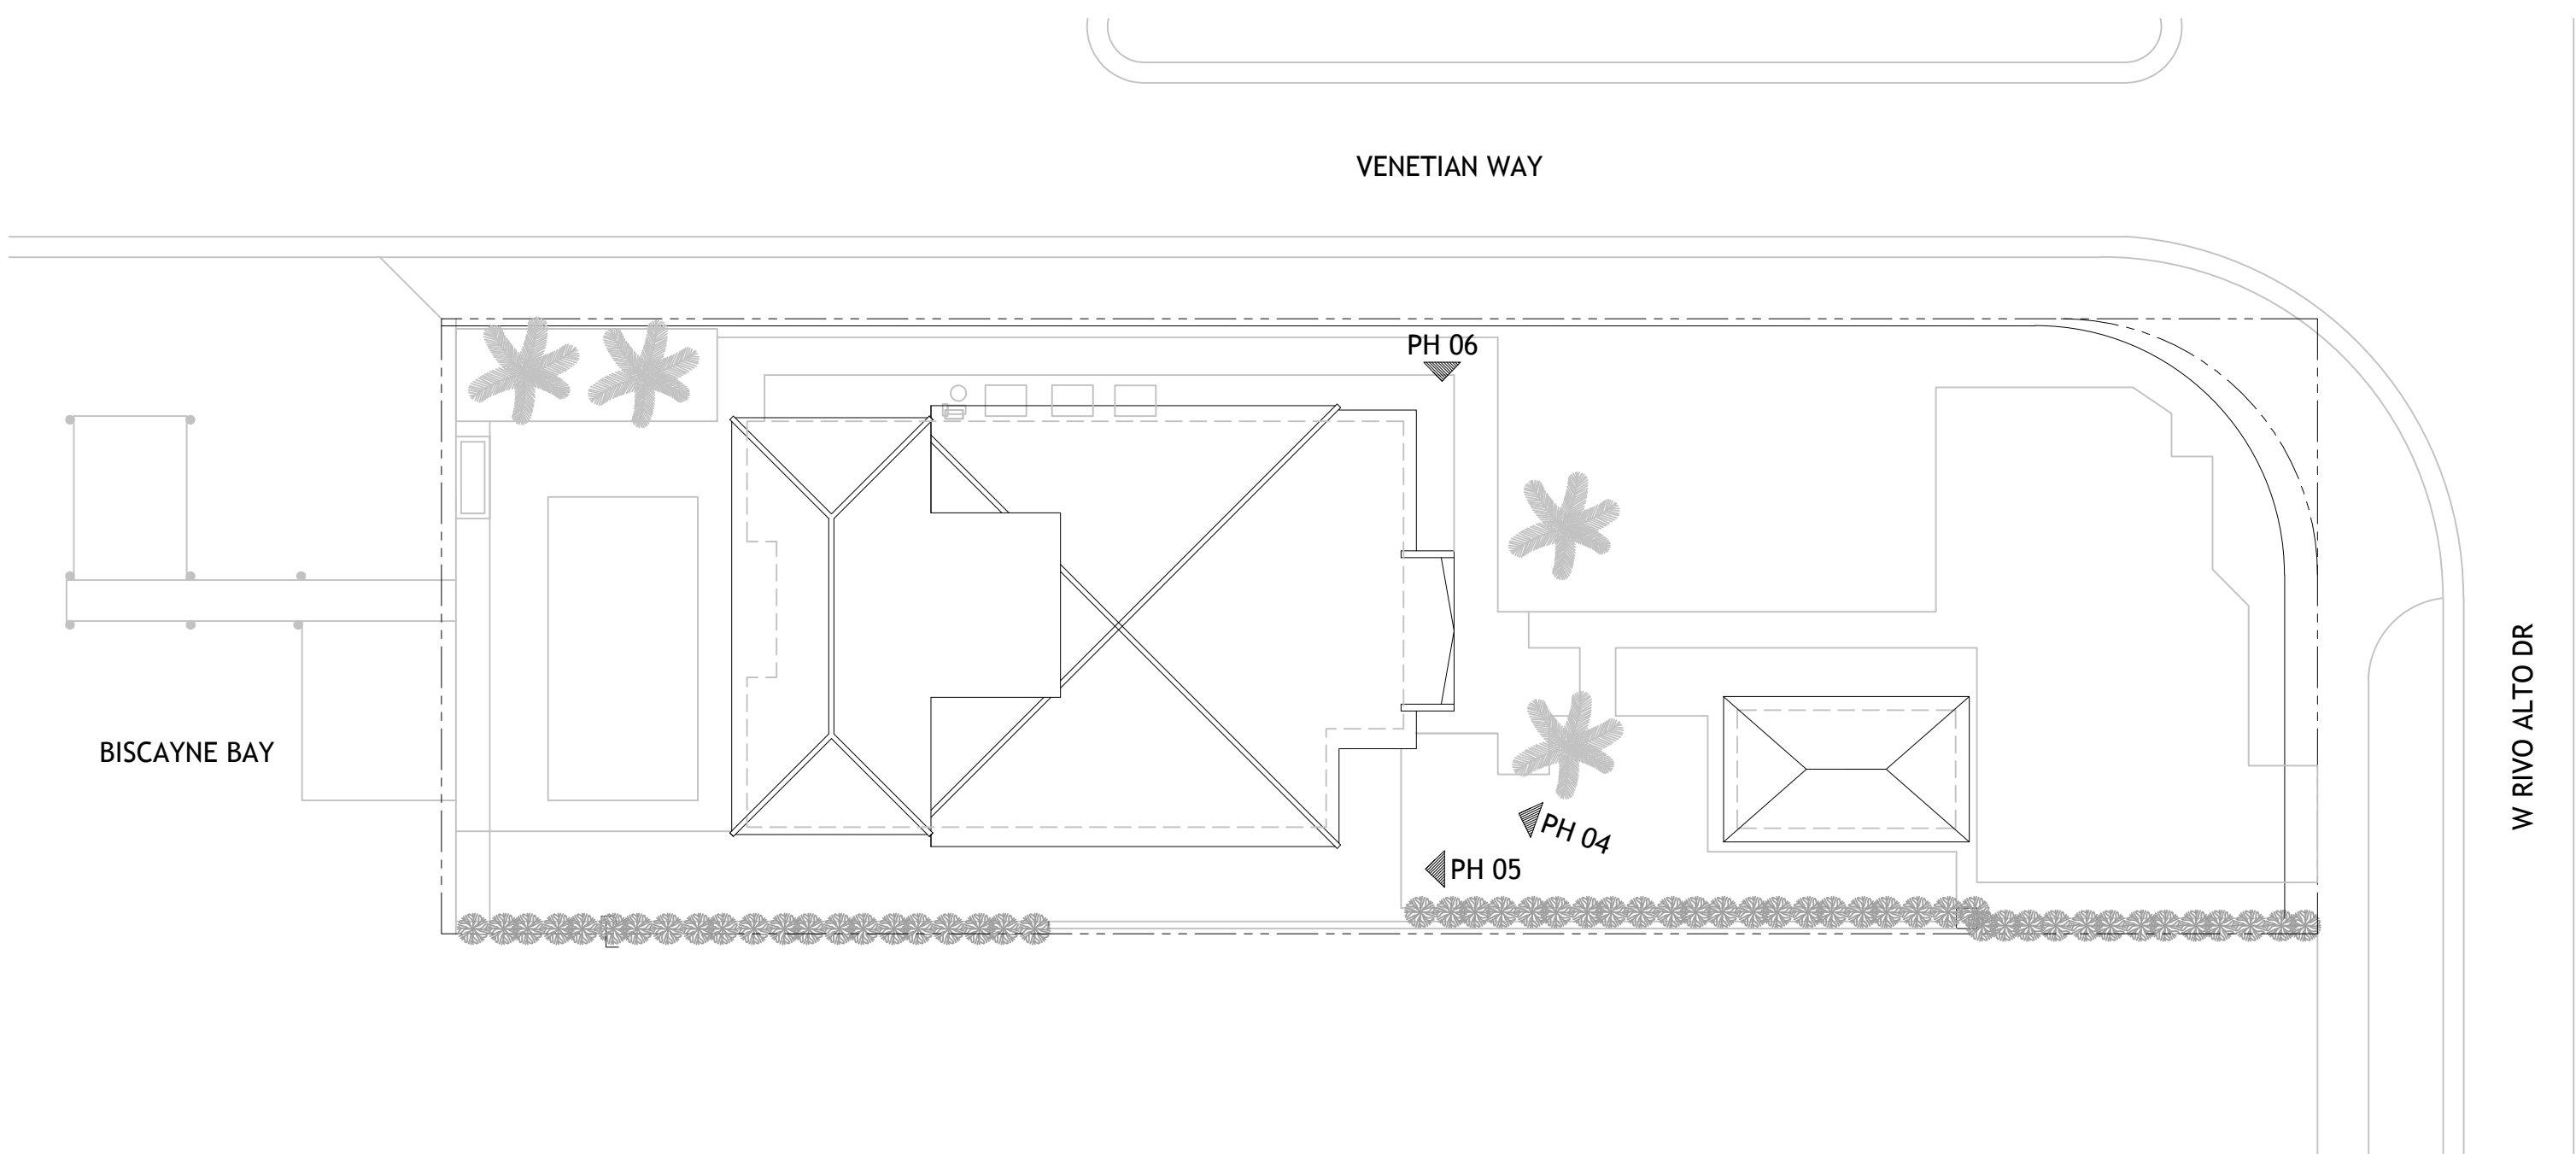 VENETIAN WAY
PH 06
W RIVO ALTO DR
BISCAYNE BAY
PH 04
PH 05